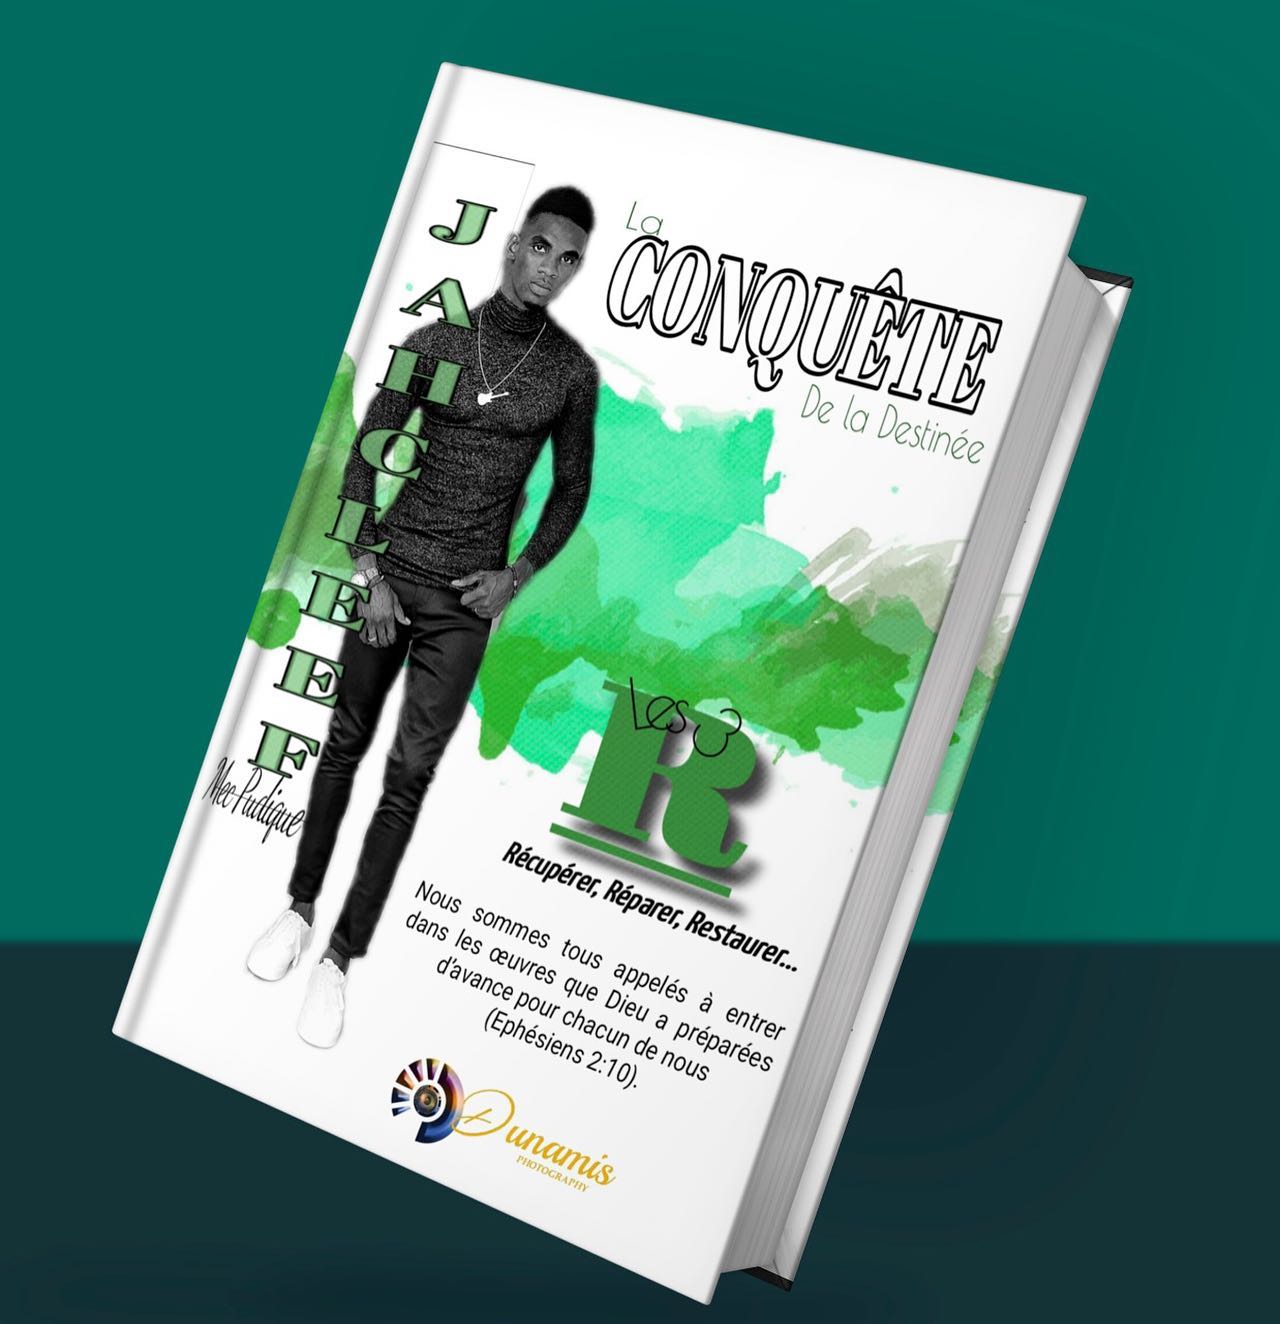 JAHCLEEF
Mec Pudique
La
CONQUÊTE
De la Destinée
Les 3
R
Récupérer, Réparer, Restaurer...
Nous sommes tous appelés à entrer
dans les œuvres que Dieu a préparées
d'avance pour chacun de nous
(Ephésiens 2:10).
Dunamis
PHOTOGRAPHY